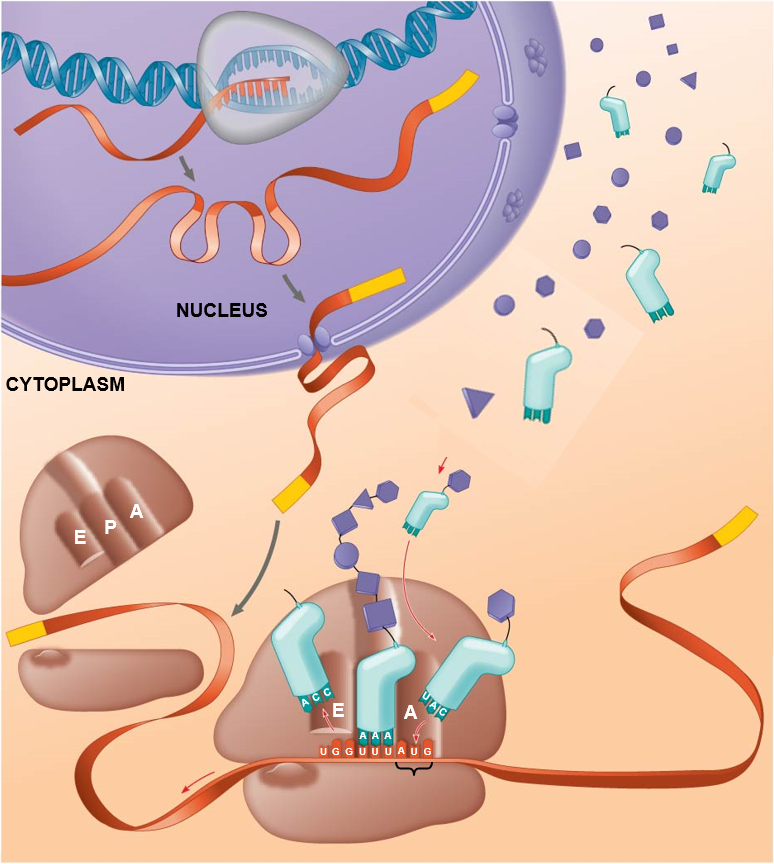 NUCLEUS
CYTOPLASM
E P A
A C C
E
A
U A C
A A A
U G G U U U A U G